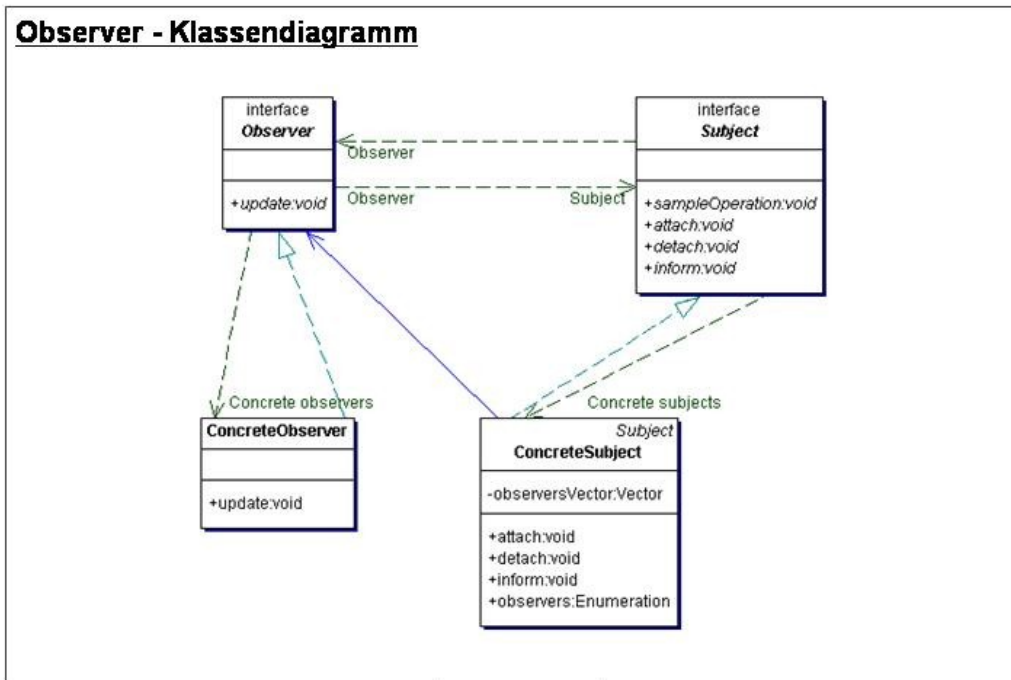 Observer - Klassendiagramm
interface
Observer
+update:void
interface
Subject
+sampleOperation:void
+attach:void
+detach:void
+inform:void
Observer
Observer
Subject
Concrete observers
Concrete subjects
ConcreteObserver
+update:void
Subject
ConcreteSubject
-observersVector:Vector
+attach:void
+detach:void
+inform:void
+observers:Enumeration